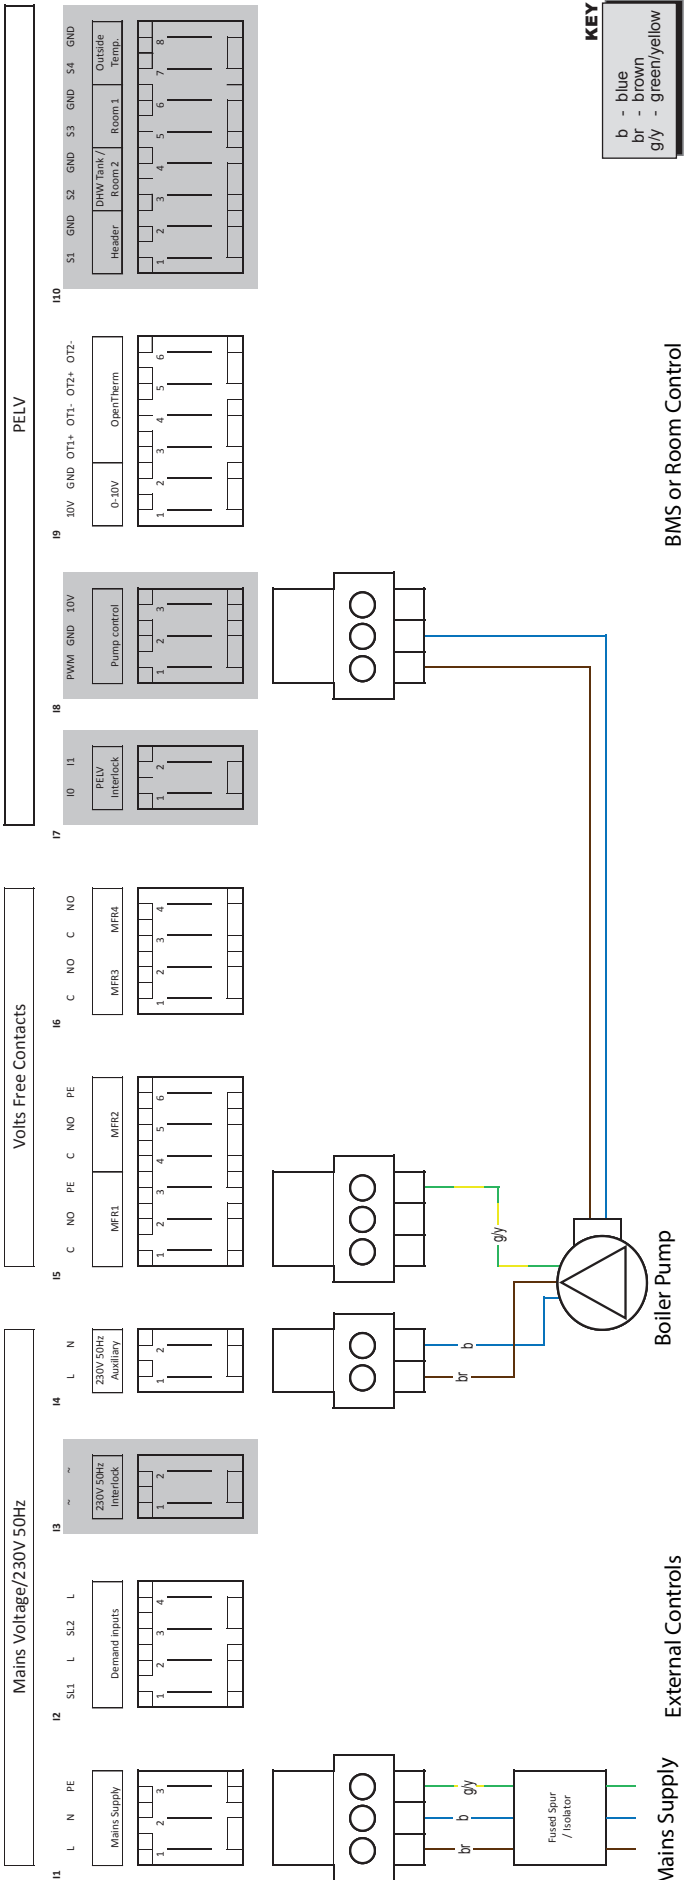 Mains Voltage/230V 50Hz
Volts Free Contacts
PELV
I1
L N PE
Mains Supply
1 2 3
I2
SL1 L SL2 L
Demand inputs
1 2 3 4
I3
~ ~
230V 50Hz
Interlock
1 2
I4
L N
230V 50Hz
Auxiliary
1 2
I5
C NO PE C NO PE
MFR1 MFR2
1 2 3 4 5 6
I6
C NO C NO
MFR3 MFR4
1 2 3 4
I7
I0 I1
PELV
Interlock
1 2
I8
PWM GND 10V
Pump control
1 2 3
I9
10V GND OT1+ OT1- OT2+ OT2-
0-10V OpenTherm
1 2 3 4 5 6
I10
S1 GND S2 GND S3 GND S4 GND
Header
DHW Tank /
Room 2
Room 1
Outside
Temp.
1 2 3 4 5 6 7 8
br b g/y
Fused Spur
/ Isolator
br b
g/y
Mains Supply
External Controls
Boiler Pump
BMS or Room Control
KEY
b - blue
br - brown
g/y - green/yellow